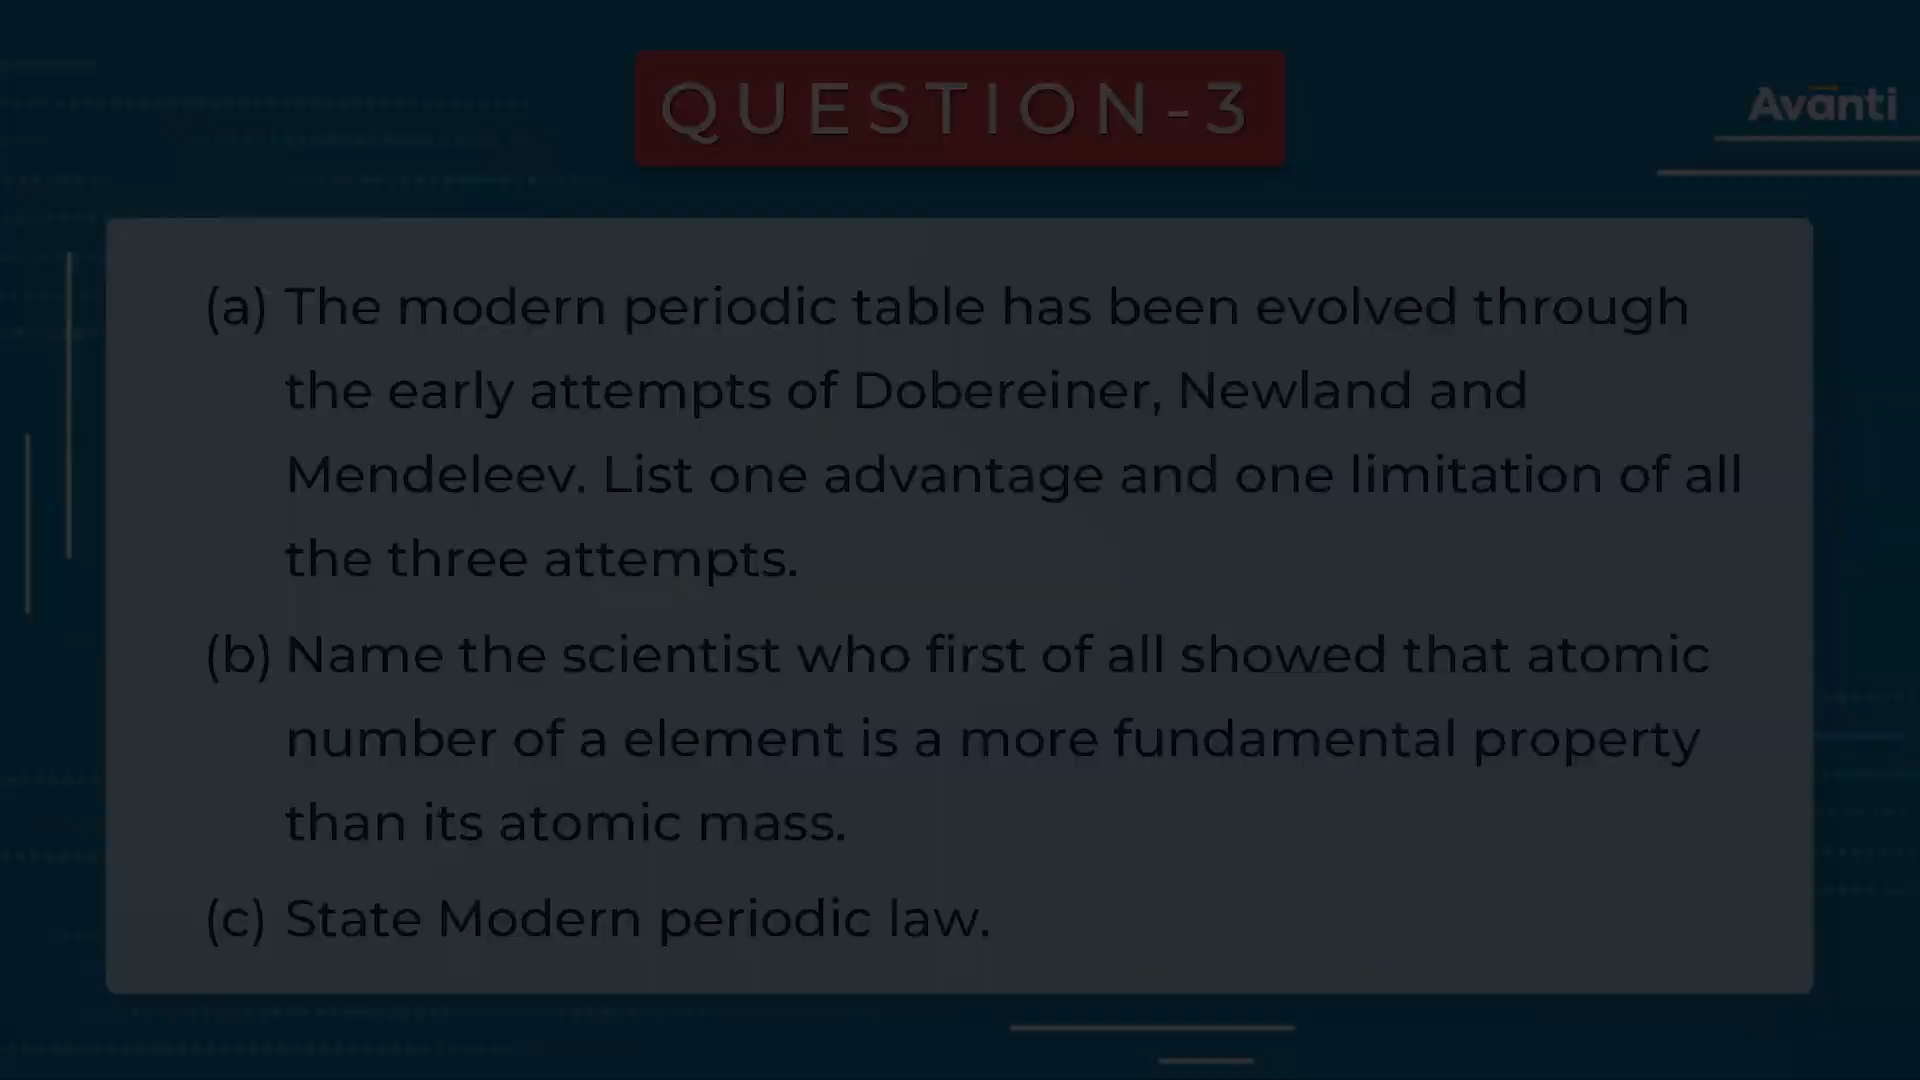 QUESTION-3
Avanti
(a) The modern periodic table has been evolved through
the early attempts of Dobereiner, Newland and
Mendeleev. List one advantage and one limitation of all
the three attempts.
(b) Name the scientist who first of all showed that atomic
number of a element is a more fundamental property
than its atomic mass.
(c) State Modern periodic law.